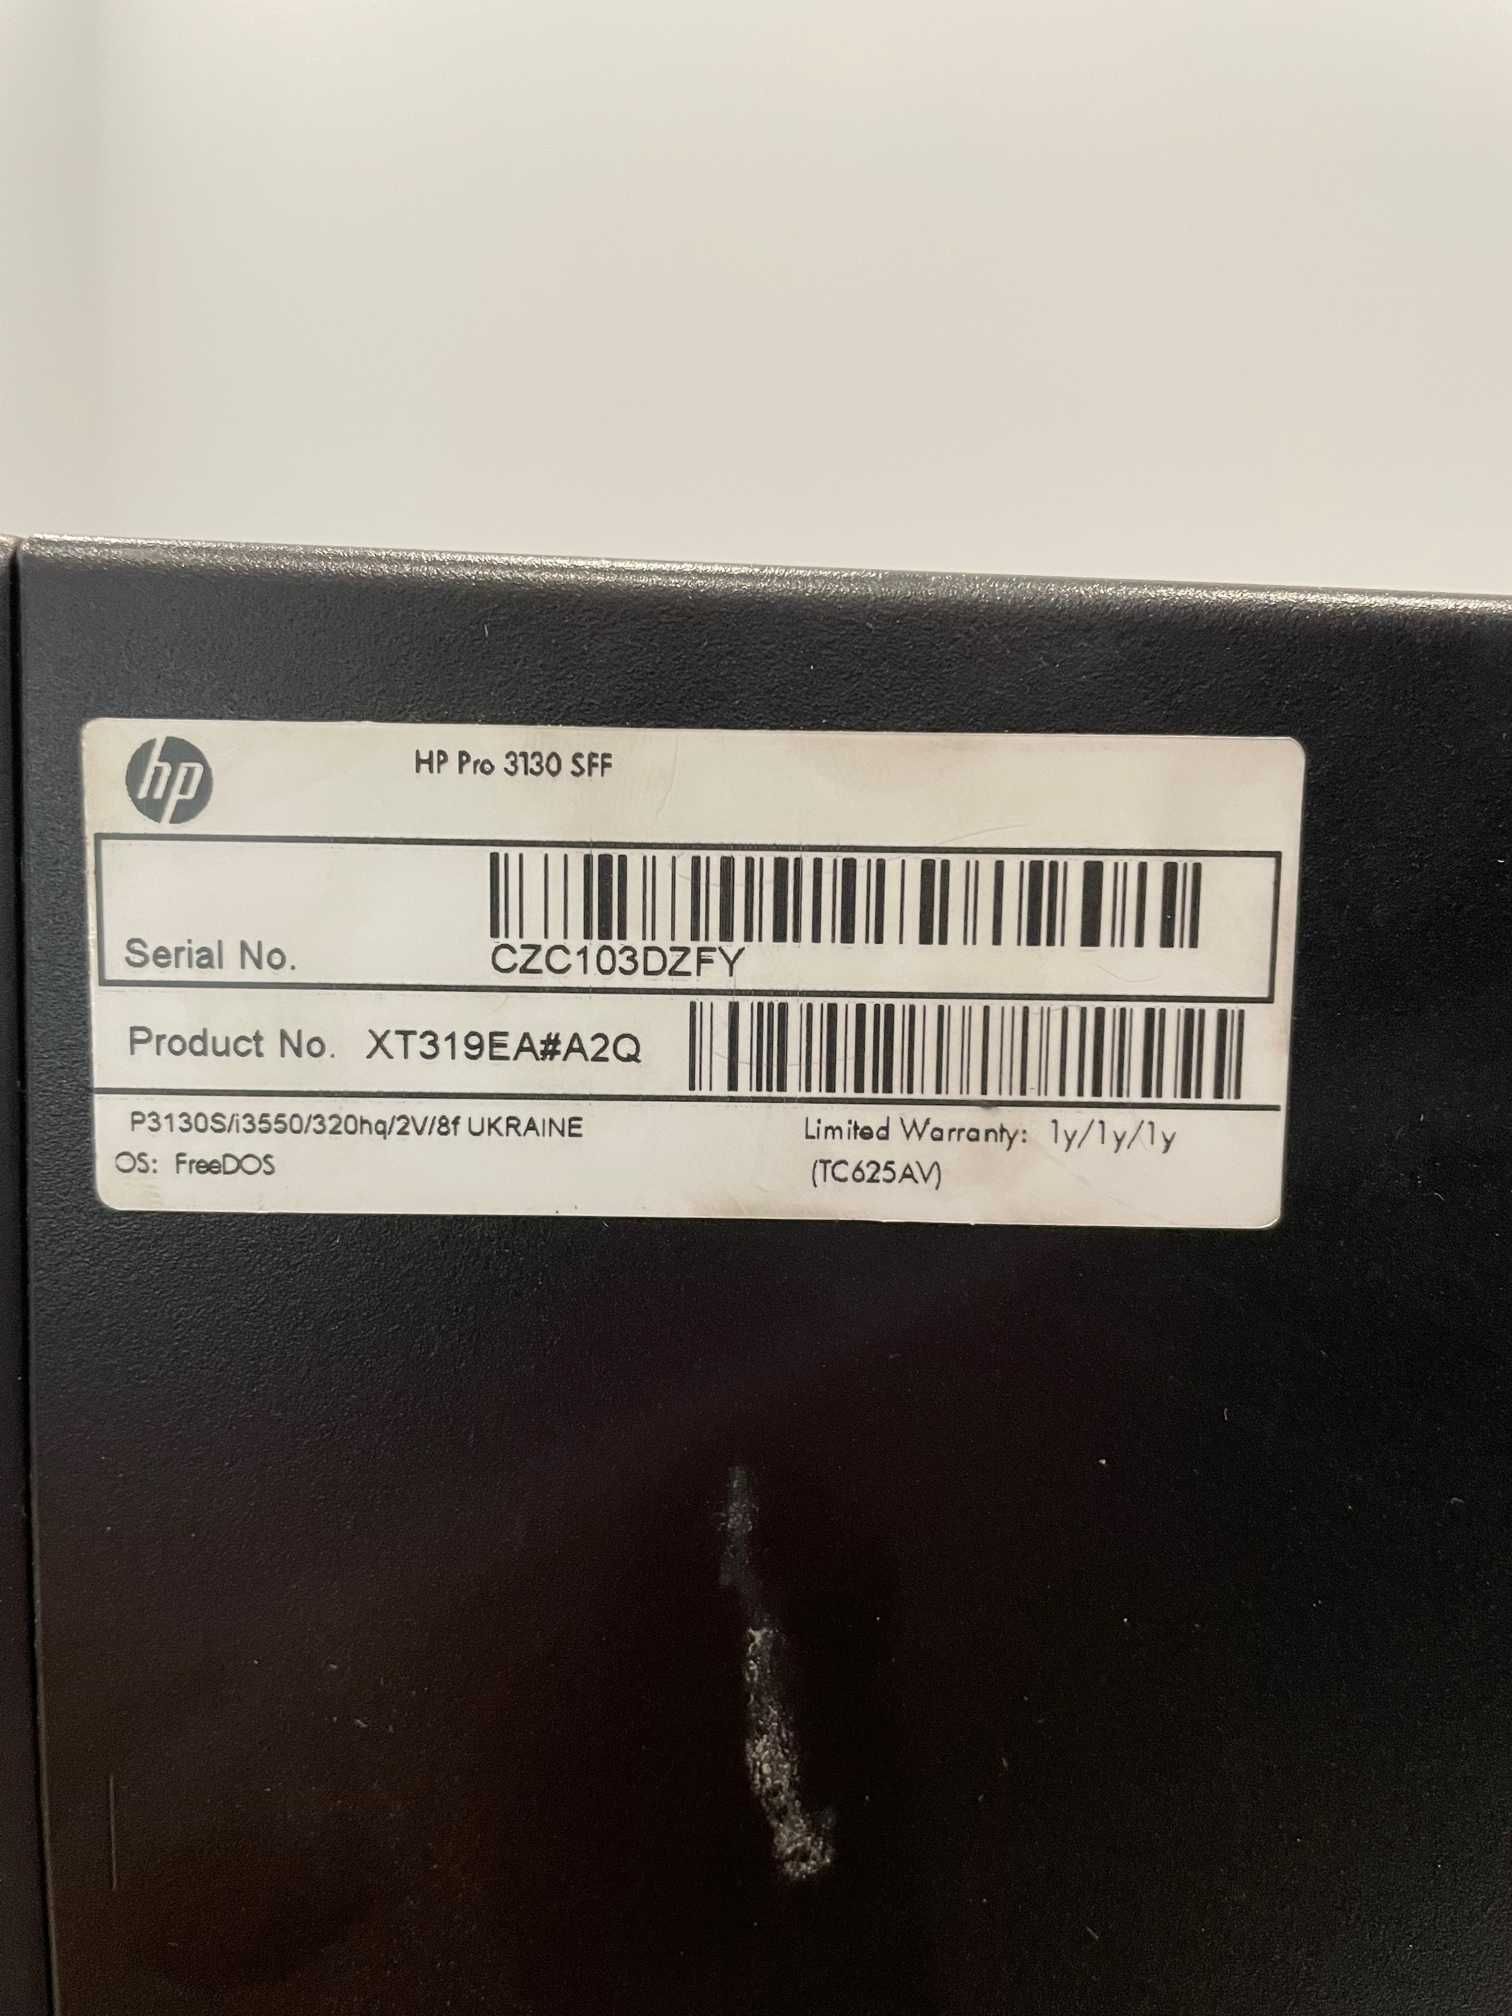 hp
HP Pro 3130 SFF
Serial No.
CZC103DZFY
Product No. XT319EA#A2Q
P3130S/i3550/320hq/2V/8f UKRAINE
Limited Warranty: 1y/1y/1y
OS: FreeDOS
(TC625AV)